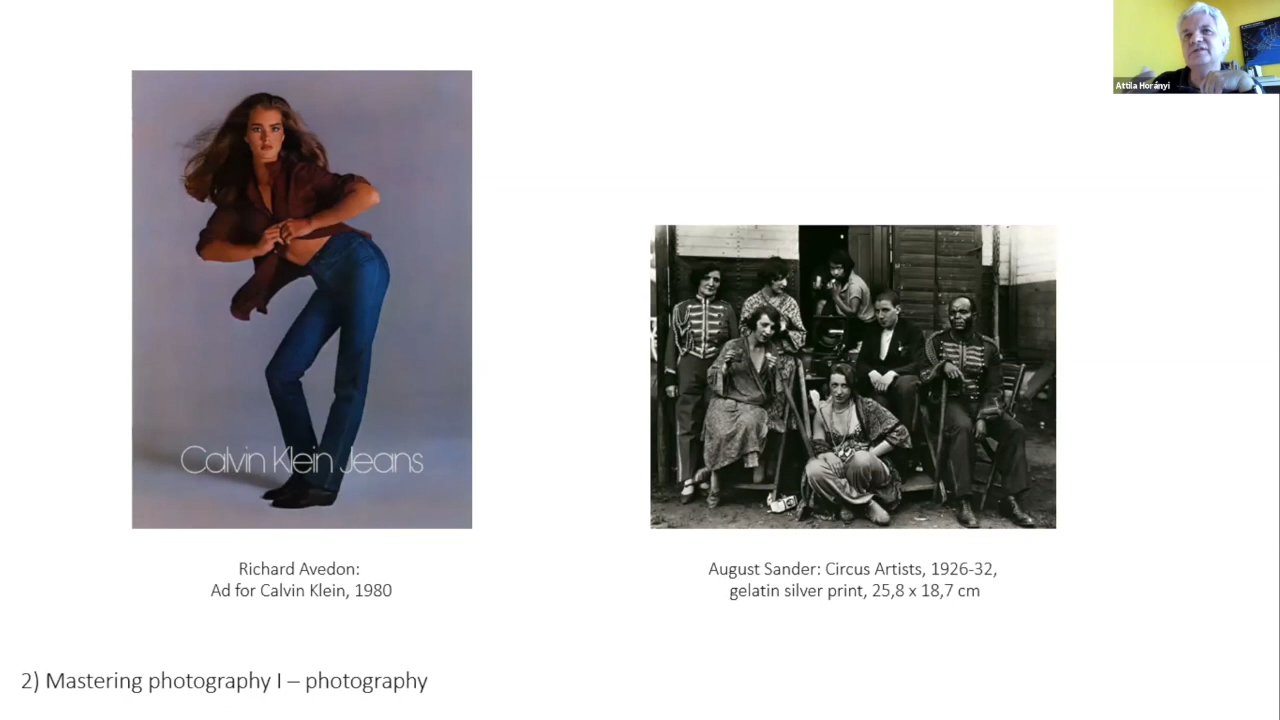 Attila Horányi
Calvin Klein Jeans
Richard Avedon:
Ad for Calvin Klein, 1980
August Sander: Circus Artists, 1926-32,
gelatin silver print, 25,8 x 18,7 cm
2) Mastering photography I – photography